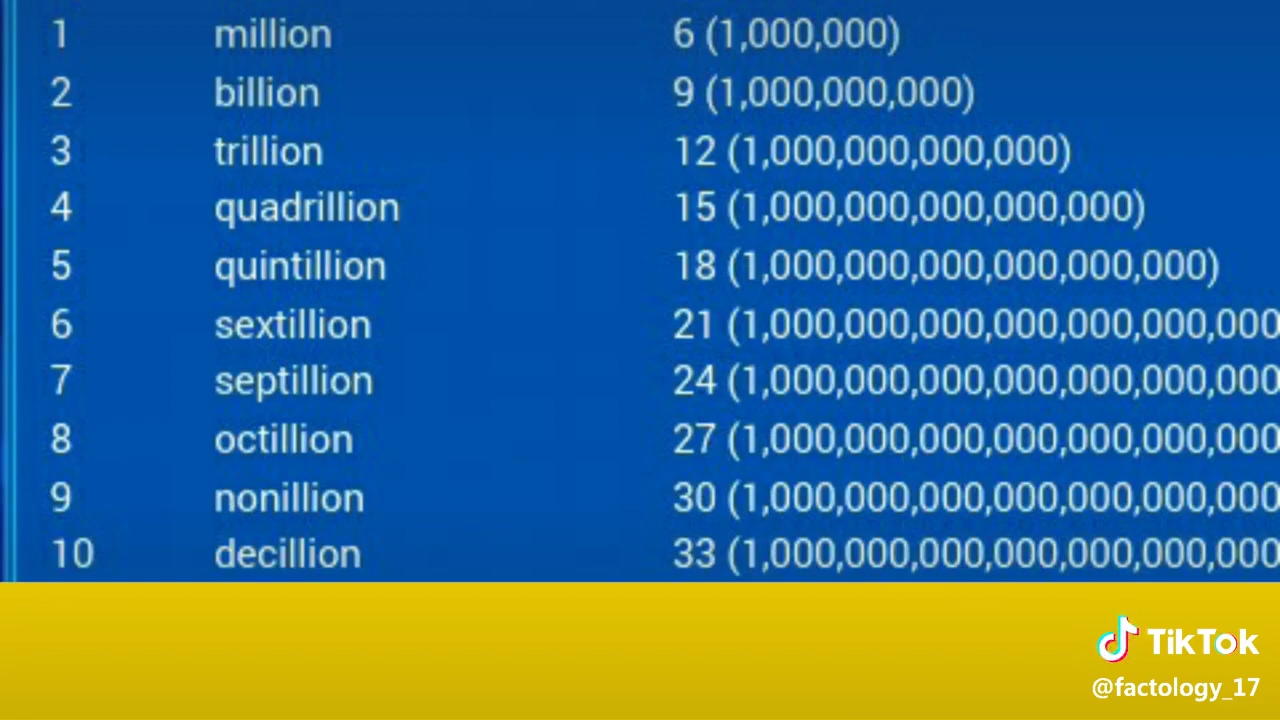 1 million 6 (1,000,000)
2 billion 9 (1,000,000,000)
3 trillion 12 (1,000,000,000,000)
4 quadrillion 15 (1,000,000,000,000,000)
5 quintillion 18 (1,000,000,000,000,000,000)
6 sextillion 21 (1,000,000,000,000,000,000,000
7 septillion 24 (1,000,000,000,000,000,000,000
8 octillion 27 (1,000,000,000,000,000,000,000
9 nonillion 30 (1,000,000,000,000,000,000,000
10 decillion 33 (1,000,000,000,000,000,000,000
TikTok
@factology_17